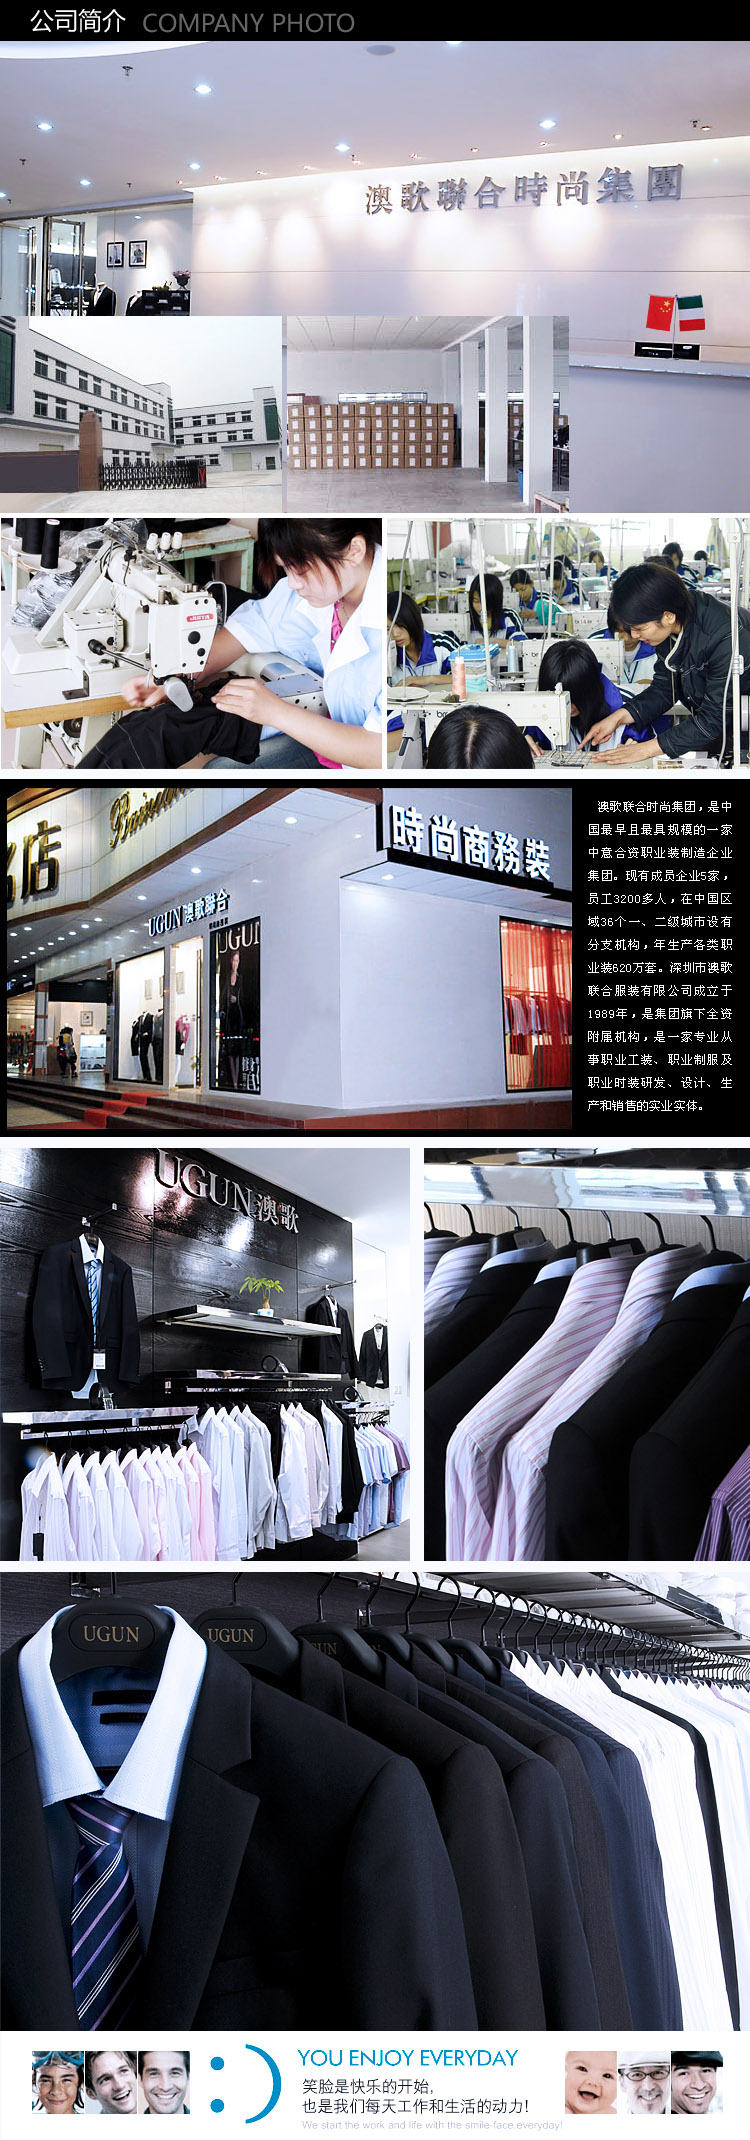 公司简介 COMPANY PHOTO
澳歌聯合時尚集團
名店
時尚商務裝
UGUN 澳歌聯合
UGUN
澳歌联合时尚集团，是中
国最早且最具规模的一家
中意合资职业装制造企业
集团。现有成员企业5家，
员工3200多人，在中国区
域36个一、二级城市设有
分支机构，年生产各类职
业装620万套。深圳市澳歌
联合服装有限公司成立于
1989年，是集团旗下全资
附属机构，是一家专业从
事职业工装、职业制服及
职业时装研发、设计、生
产和销售的实业实体。
UGUN澳歌
UGUN
UGUN
GUN
:) YOU ENJOY EVERYDAY
笑脸是快乐的开始，
也是我们每天工作和生活的动力！
We start the work and life with the smile-face.everyday!